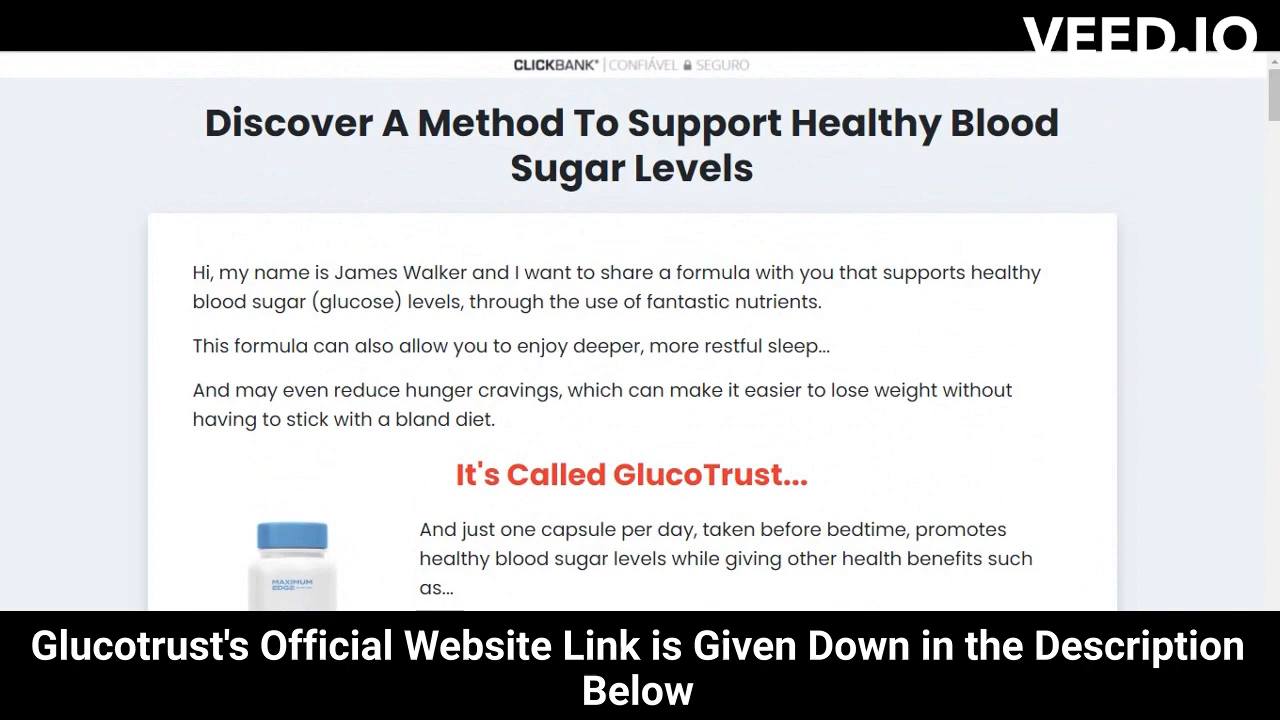 VEED.IO
CLICKBANK® | CONFIÁVEL SEGURO
Discover A Method To Support Healthy Blood
Sugar Levels
Hi, my name is James Walker and I want to share a formula with you that supports healthy
blood sugar (glucose) levels, through the use of fantastic nutrients.
This formula can also allow you to enjoy deeper, more restful sleep...
And may even reduce hunger cravings, which can make it easier to lose weight without
having to stick with a bland diet.
It's Called GlucoTrust...
And just one capsule per day, taken before bedtime, promotes
healthy blood sugar levels while giving other health benefits such
as...
MAXIMUM
EDGE
Glucotrust's Official Website Link is Given Down in the Description
Below